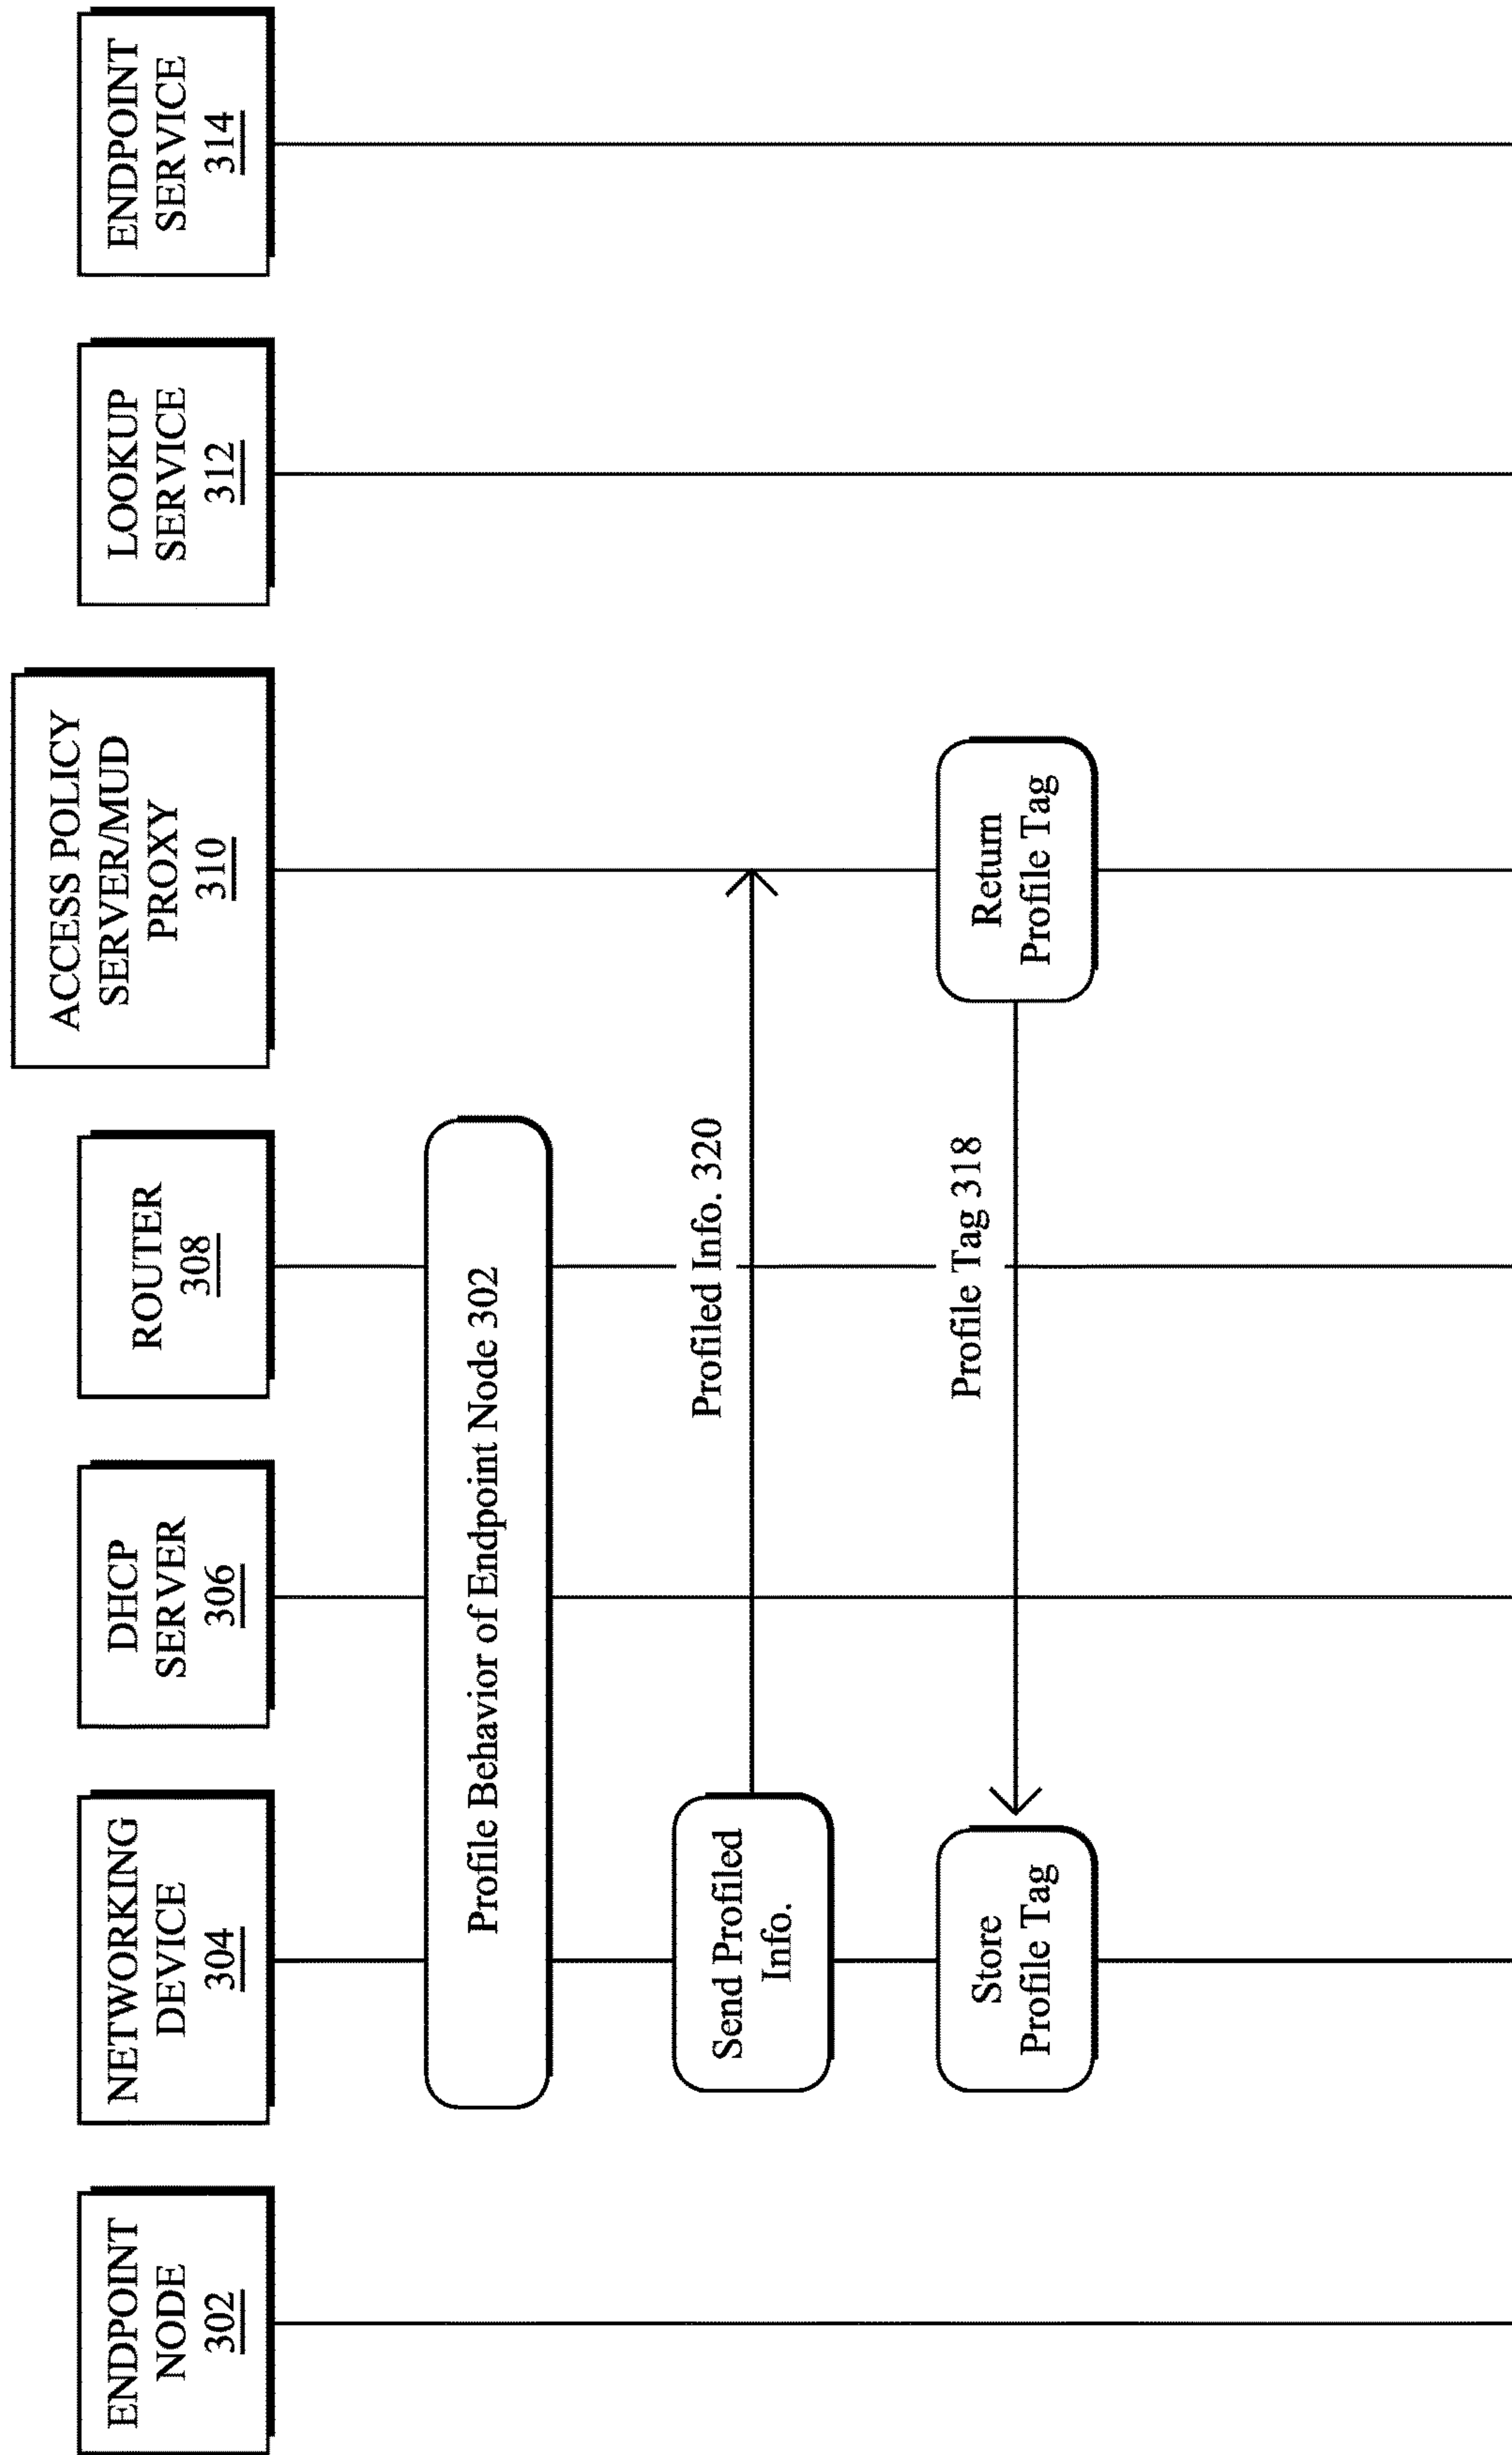 ENDPOINT
NODE
302
NETWORKING
DEVICE
304
DHCP
SERVER
306
ROUTER
308
ACCESS POLICY
SERVER/MUD
PROXY
310
LOOKUP
SERVICE
312
ENDPOINT
SERVICE
314
Profile Behavior of Endpoint Node 302
Send Profiled
Info.
Profiled Info. 320
Store
Profile Tag
Profile Tag 318
Return
Profile Tag